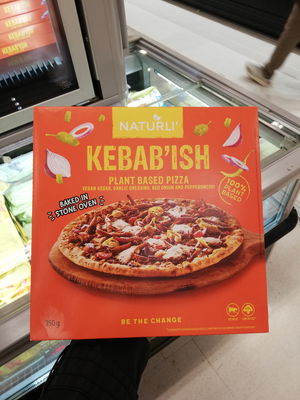 NATURLI'
KEBAB'ISH
PLANT BASED PIZZA
VEGAN KEBAB, GARLIC DRESSING, RED ONION AND PEPPERONCINI
100%
PLANT
BASED
BAKED IN
STONE OVEN
350g
BE THE CHANGE